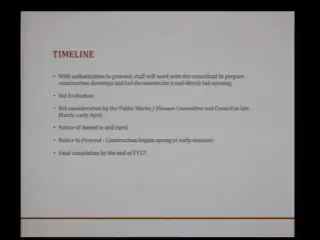 TIMELINE
• With authorization to proceed, staff will work with the consultant to prepare
construction drawings and bid documents for a mid-March bid opening.
• Bid Evaluation
• Bid consideration by the Public Works / Finance Committee and Council in late
March, early April.
• Notice of Award in mid April
• Notice to Proceed - Construction begins spring or early summer.
• Final completion by the end of FY17.